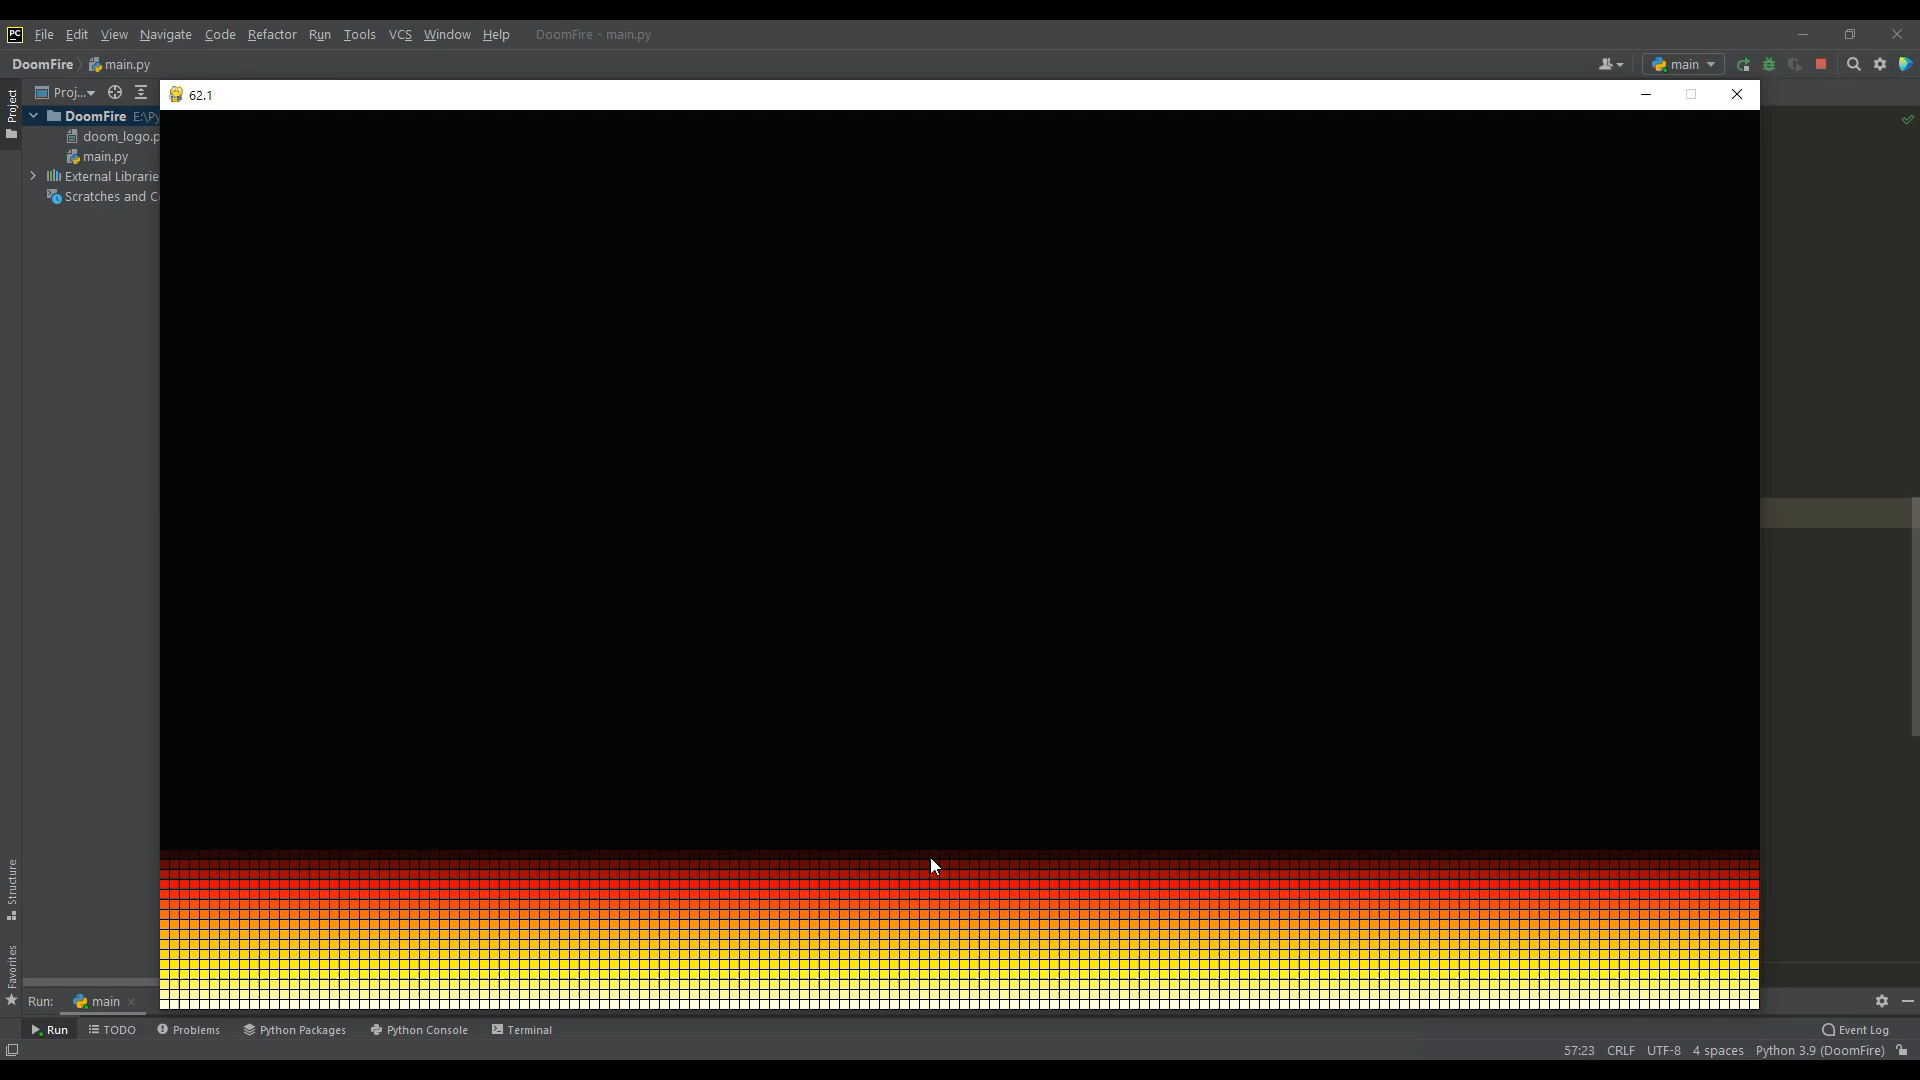 PC File Edit View Navigate Code Refactor Run Tools VCS Window Help DoomFire - main.py
DoomFire main.py main
Project Proj...
62.1
DoomFire E:\Py
doom_logo.p
main.py
External Librarie
Scratches and C
Structure
Favorites
Run: main
Run TODO Problems Python Packages Python Console Terminal Event Log
57:23 CRLF UTF-8 4 spaces Python 3.9 (DoomFire)